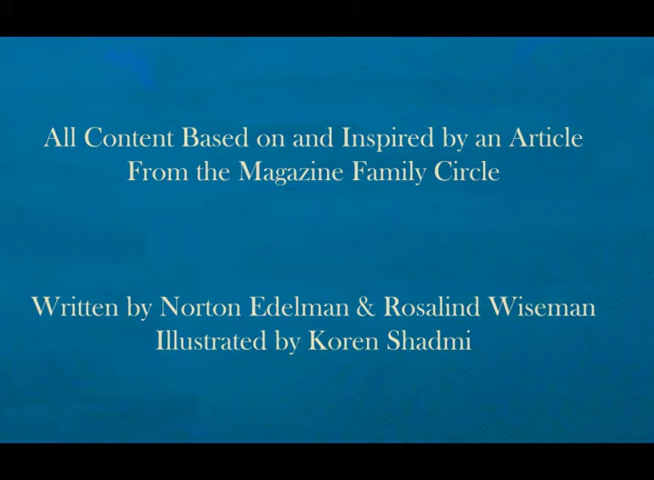 All Content Based on and Inspired by an Article
From the Magazine Family Circle
Written by Norton Edelman & Rosalind Wiseman
Illustrated by Koren Shadmi